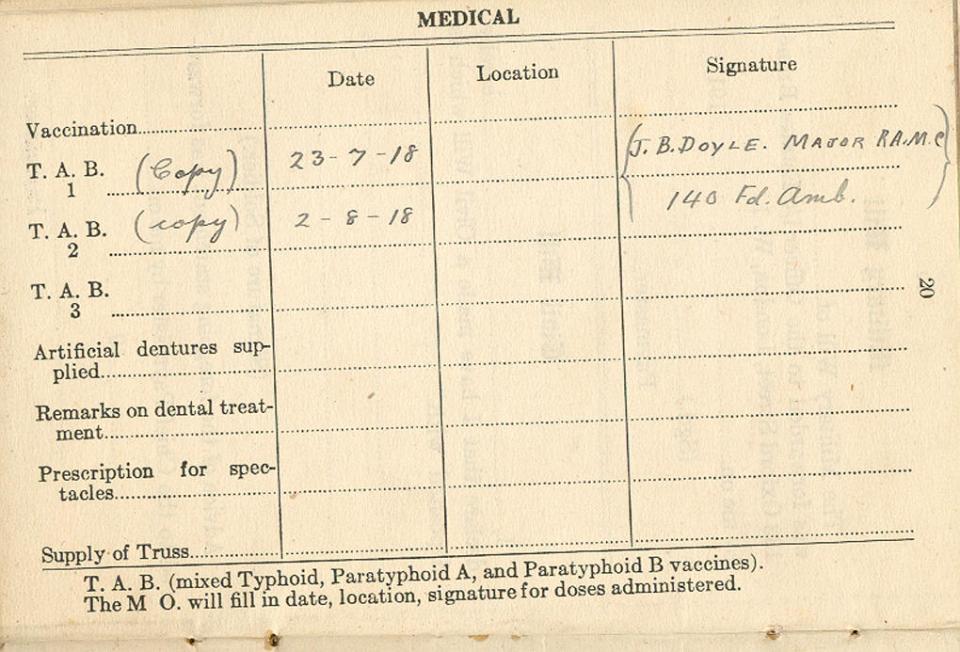 MEDICAL
Date Location Signature
Vaccination
T. A. B. 1 (Copy) 23-7-18 J. B. DOYLE. MAJOR R.A.M.C
T. A. B. 2 (copy) 2-8-18 140 Fd. Amb.
T. A. B. 3
Artificial dentures sup-
plied
Remarks on dental treat-
ment
Prescription for spec-
tacles
Supply of Truss
T. A. B. (mixed Typhoid, Paratyphoid A, and Paratyphoid B vaccines).
The M O. will fill in date, location, signature for doses administered.
20